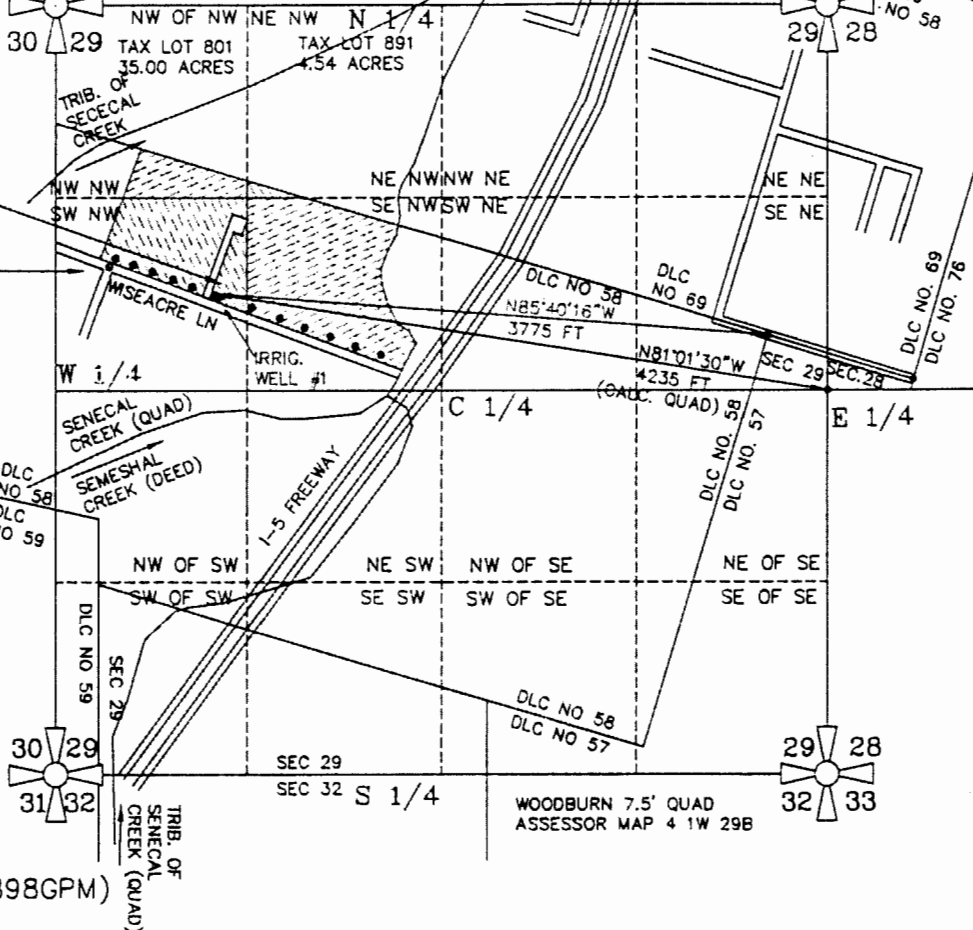 NW OF NW
NE NW
N 1/4
NO 58
30
29
29
28
TAX LOT 801
35.00 ACRES
TAX LOT 891
4.54 ACRES
TRIB. OF
SECECAL
CREEK
NW NW
SW NW
NE NW
NW NE
SE NW
SW NE
NE NE
SE NE
DLC NO 58
DLC
NO 69
DLC NO. 69
DLC NO. 76
WISEACRE LN
N85°40'16"W
3775 FT
N81°01'30"W
4235 FT
(CALC. QUAD)
SEC 29
SEC.28
IRRIG.
WELL #1
W 1/4
C 1/4
E 1/4
SENECAL
CREEK (QUAD)
SEMESHAL
CREEK (DEED)
DLC
NO 58
DLC
NO 59
DLC NO. 58
DLC NO. 57
I-5 FREEWAY
NW OF SW
NE SW
NW OF SE
NE OF SE
SW OF SW
SE SW
SW OF SE
SE OF SE
DLC NO 59
SEC 29
DLC NO 58
DLC NO 57
30
29
31
32
SEC 29
SEC 32
S 1/4
29
28
32
33
WOODBURN 7.5' QUAD
ASSESSOR MAP 4 1W 29B
TRIB. OF
SENECAL
CREEK (QUAD)
898GPM)